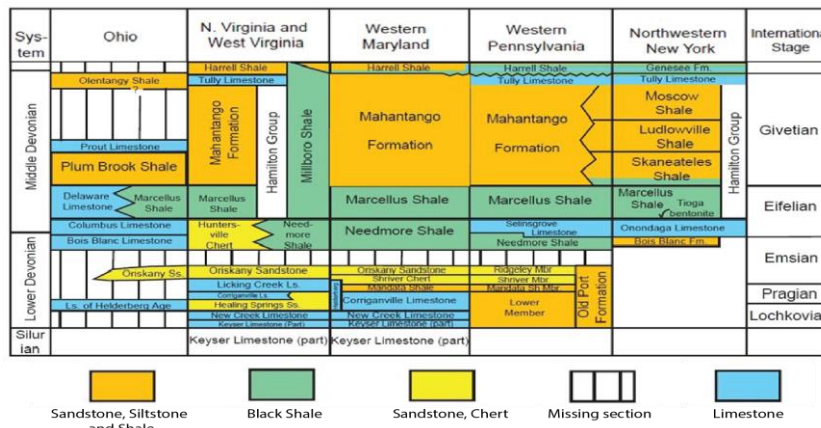 Sys-
tem
Ohio
N. Virginia and
West Virginia
Western
Maryland
Western
Pennsylvania
Northwestern
New York
International
Stage
Middle Devonian
Lower Devonian
Silur
ian
Olentangy Shale
?
Prout Limestone
Plum Brook Shale
Delaware
Limestone
Marcellus
Shale
Columbus Limestone
Bois Blanc Limestone
Oriskany Ss.
Ls. of Helderberg Age
Harrell Shale
Tully Limestone
Mahantango
Formation
Hamilton Group
Millboro Shale
Marcellus
Shale
Hunters-
ville
Chert
Need-
more
Shale
Oriskany Sandstone
Licking Creek Ls.
Corriganville Ls.
Healing Springs Ss.
New Creek Limestone
Keyser Limestone (Part)
Keyser Limestone (part)
Harrell Shale
Mahantango
Formation
Marcellus Shale
Needmore Shale
Oriskany Sandstone
Shriver Chert
Mandata Shale
Corriganville Limestone
New Creek Limestone
Keyser Limestone (part)
Keyser Limestone (part)
Harrell Shale
Tully Limestone
Mahantango
Formation
Marcellus Shale
Selinsgrove
Limestone
Needmore Shale
Ridgeley Mbr
Shriver Mbr
Mandata Sh Mbr
Lower
Member
Old Port
Formation
Genesee Fm.
Tully Limestone
Moscow
Shale
Ludlowville
Shale
Skaneateles
Shale
Hamilton Group
Marcellus
Shale
Tioga
bentonite
Onondaga Limestone
Bois Blanc Fm.
Givetian
Eifelian
Emsian
Pragian
Lochkovia
Sandstone, Siltstone
and Shale
Black Shale
Sandstone, Chert
Missing section
Limestone